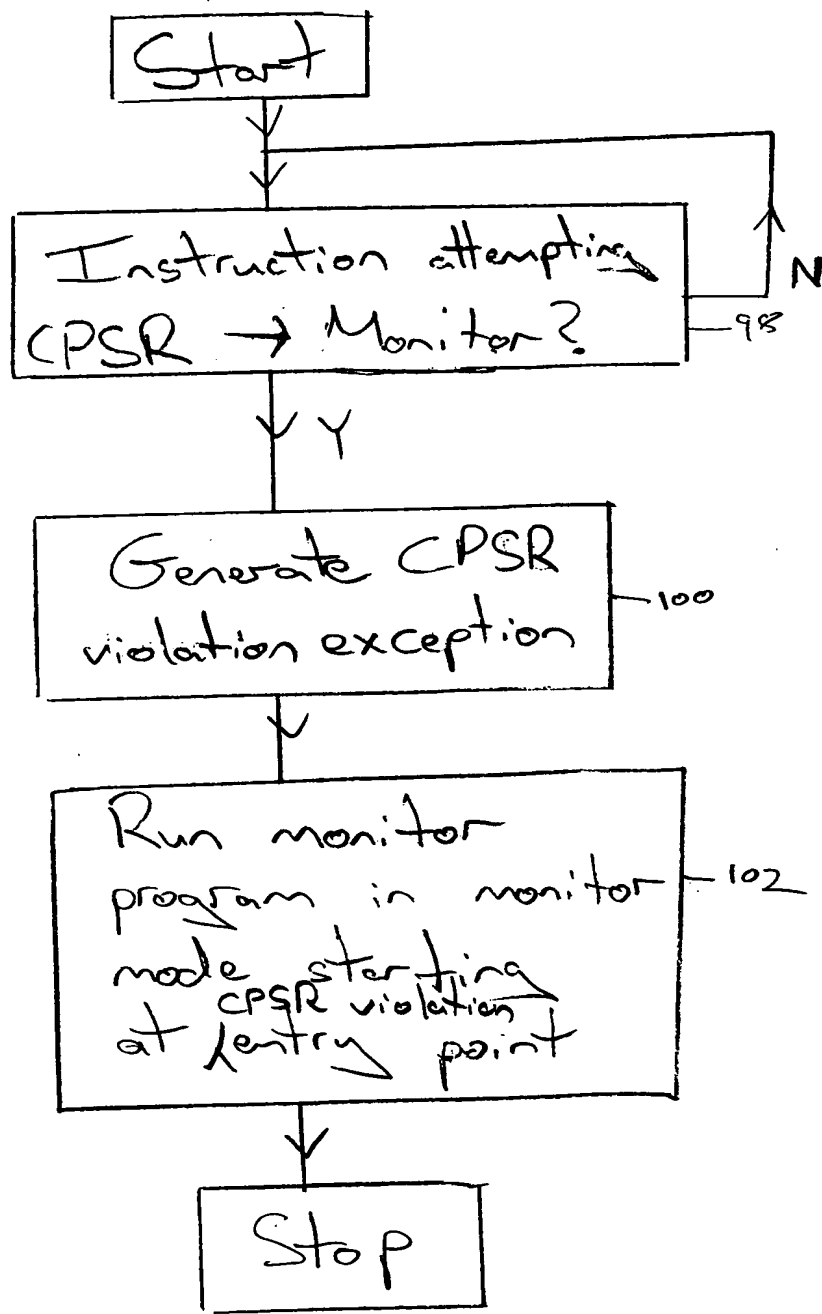 Start
Instruction attempting
CPSR → Monitor?
N
98
Y
Generate CPSR
violation exception
100
Run monitor
program in monitor
102
mode starting
CPSR violation
at entry point
Stop